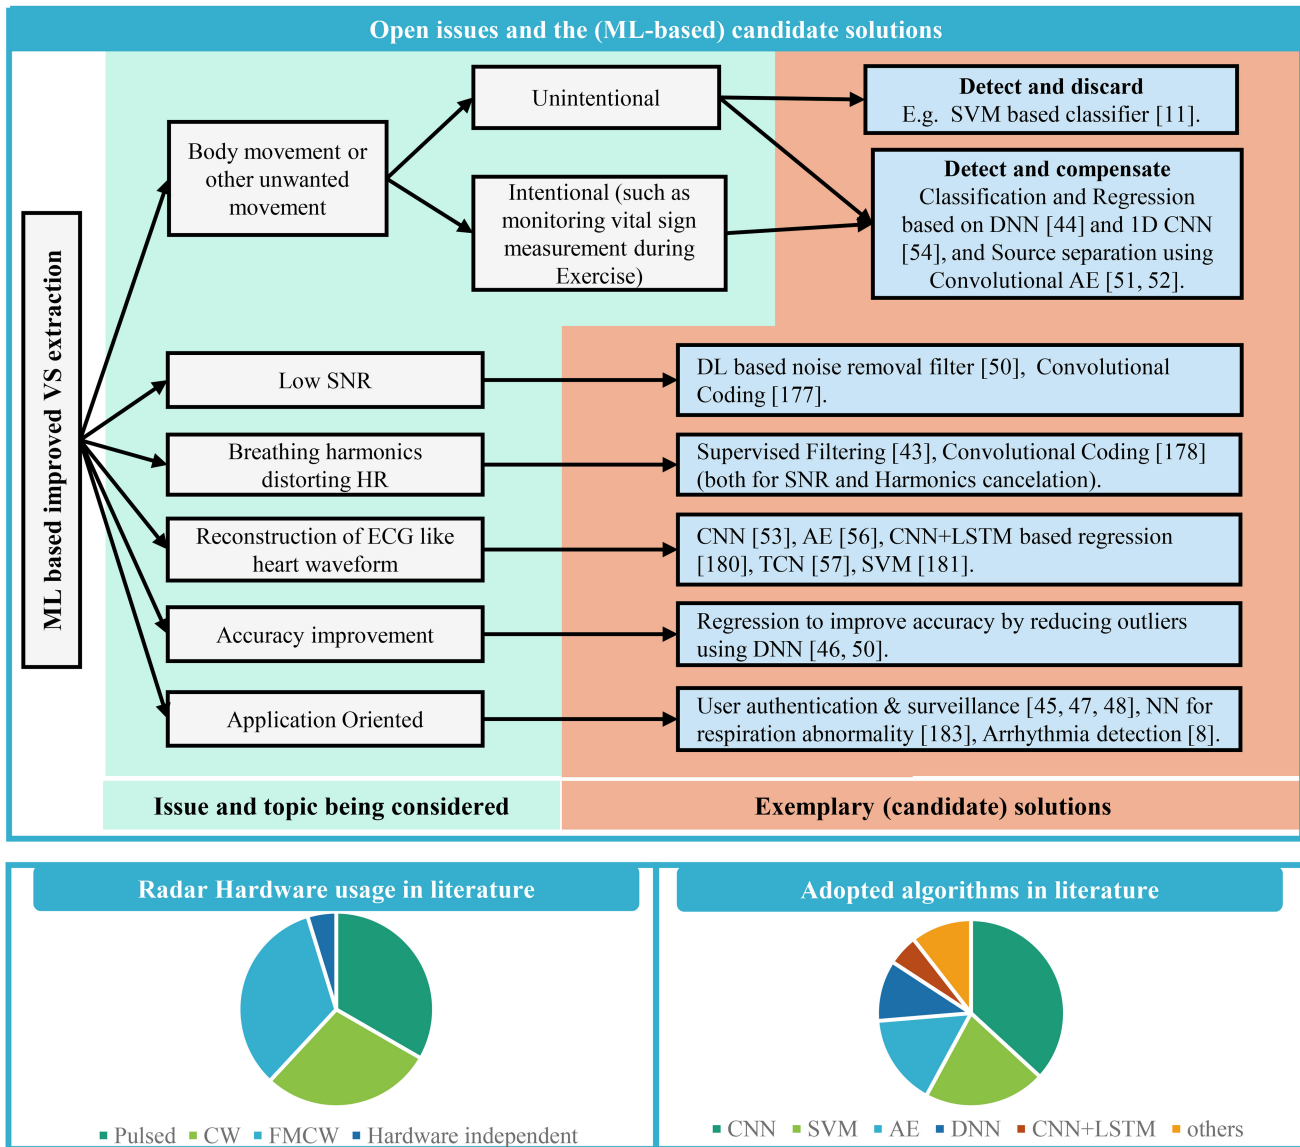 Open issues and the (ML-based) candidate solutions
ML based improved VS extraction
Body movement or
other unwanted
movement
Unintentional
Intentional (such as
monitoring vital sign
measurement during
Exercise)
Detect and discard
E.g. SVM based classifier [11].
Detect and compensate
Classification and Regression
based on DNN [44] and 1D CNN
[54], and Source separation using
Convolutional AE [51, 52].
Low SNR
DL based noise removal filter [50], Convolutional
Coding [177].
Breathing harmonics
distorting HR
Supervised Filtering [43], Convolutional Coding [178]
(both for SNR and Harmonics cancelation).
Reconstruction of ECG like
heart waveform
CNN [53], AE [56], CNN+LSTM based regression
[180], TCN [57], SVM [181].
Accuracy improvement
Regression to improve accuracy by reducing outliers
using DNN [46, 50].
Application Oriented
User authentication & surveillance [45, 47, 48], NN for
respiration abnormality [183], Arrhythmia detection [8].
Issue and topic being considered
Exemplary (candidate) solutions
Radar Hardware usage in literature
Pulsed CW FMCW Hardware independent
Adopted algorithms in literature
CNN SVM AE DNN CNN+LSTM others